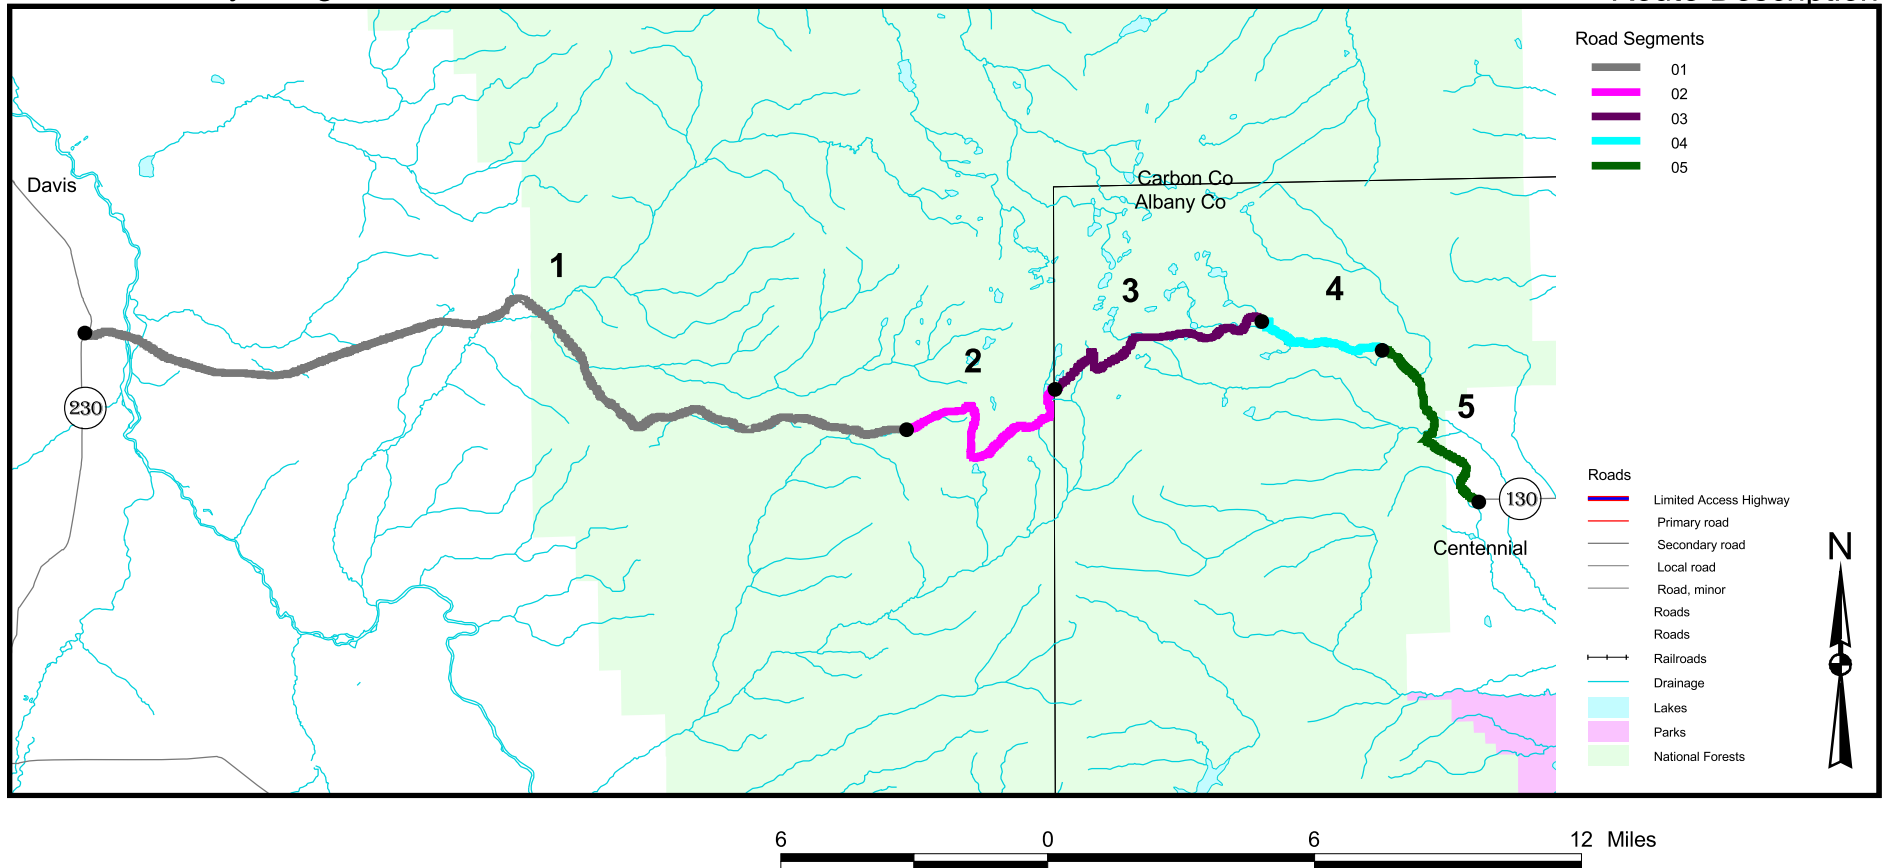 Route Description
Road Segments
01
02
03
04
05
Davis
Carbon Co
Albany Co
1
2
3
4
5
230
130
Centennial
Roads
Limited Access Highway
Primary road
Secondary road
Local road
Road, minor
Roads
Roads
Railroads
Drainage
Lakes
Parks
National Forests
N
6 0 6 12 Miles